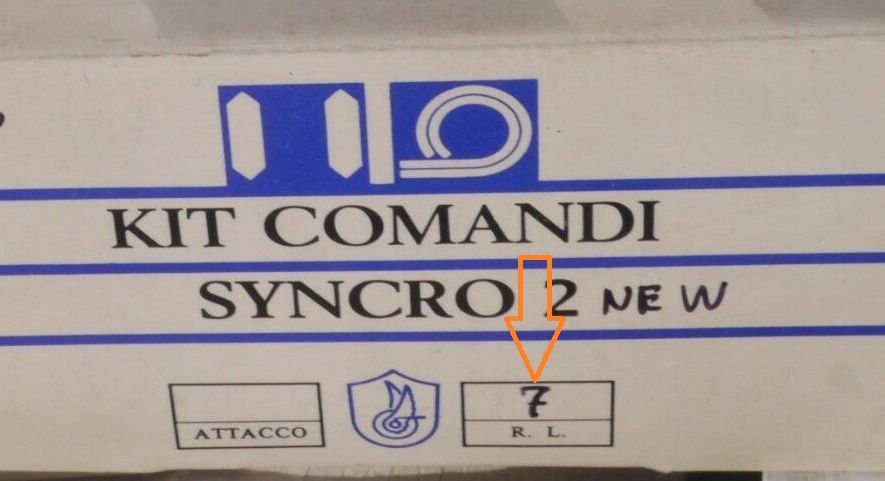 KIT COMANDI
SYNCRO 2 NEW
7
ATTACCO R. L.